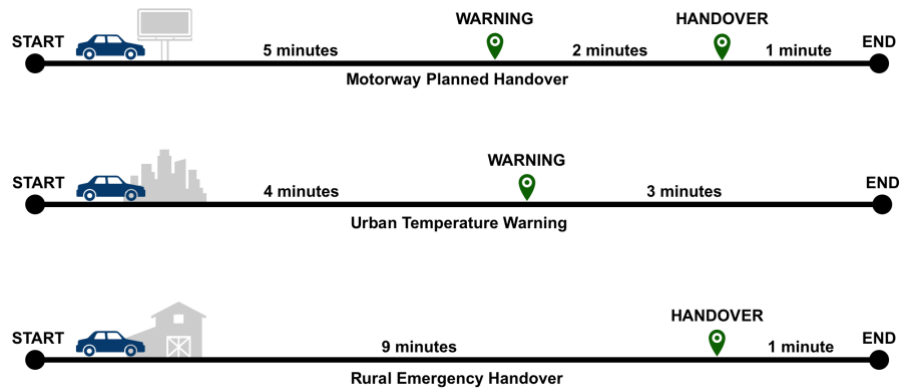 WARNING HANDOVER
START 5 minutes 2 minutes 1 minute END
Motorway Planned Handover
WARNING
START 4 minutes 3 minutes END
Urban Temperature Warning
HANDOVER
START 9 minutes 1 minute END
Rural Emergency Handover